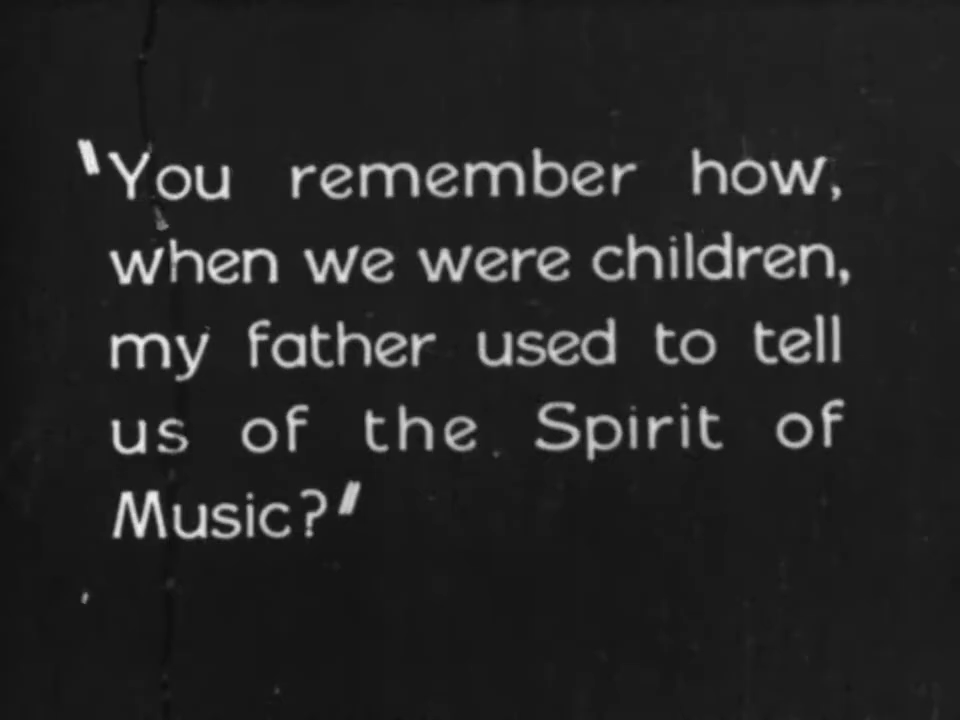 "You remember how,
when we were children,
my father used to tell
us of the Spirit of
Music?"